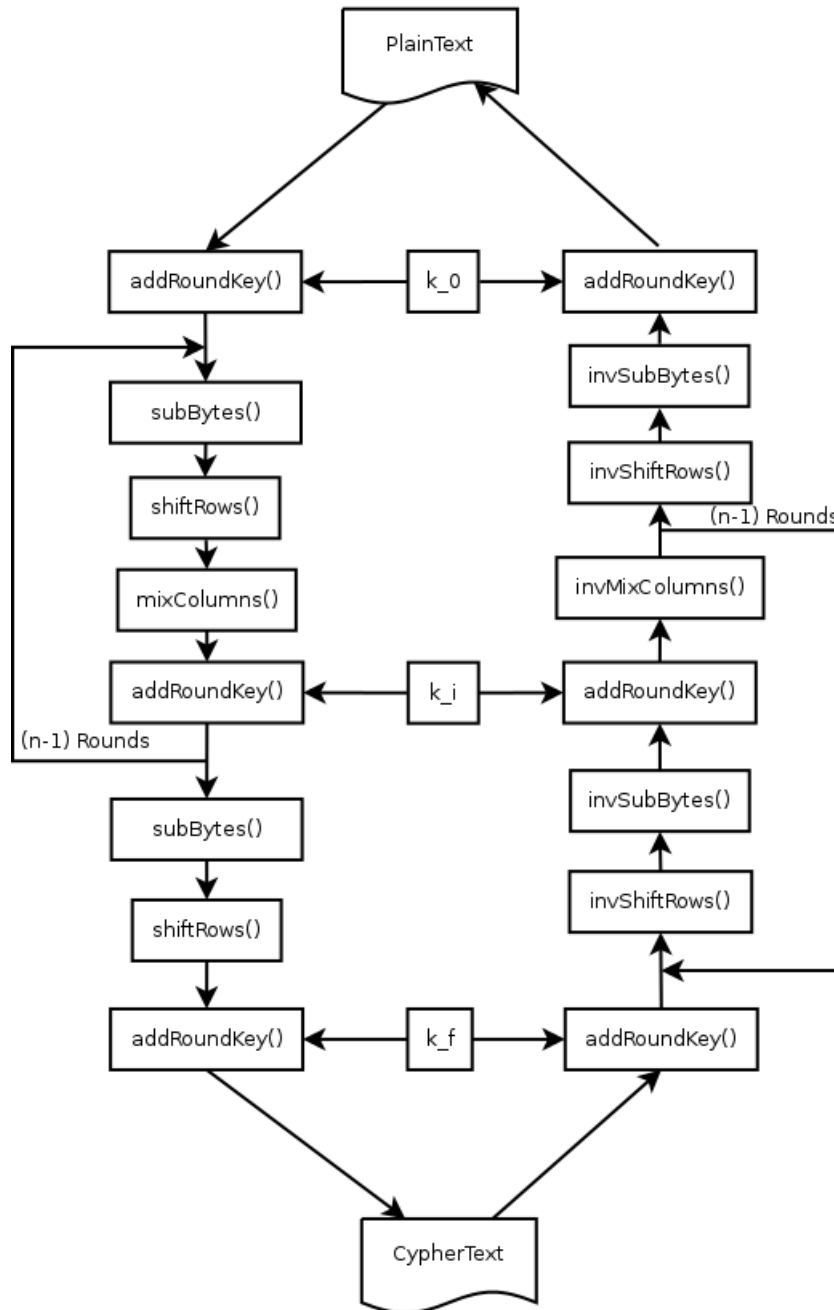 PlainText
addRoundKey()
k_0
addRoundKey()
invSubBytes()
subBytes()
invShiftRows()
shiftRows()
(n-1) Rounds
mixColumns()
invMixColumns()
addRoundKey()
k_i
addRoundKey()
(n-1) Rounds
subBytes()
invSubBytes()
invShiftRows()
shiftRows()
addRoundKey()
k_f
addRoundKey()
CypherText